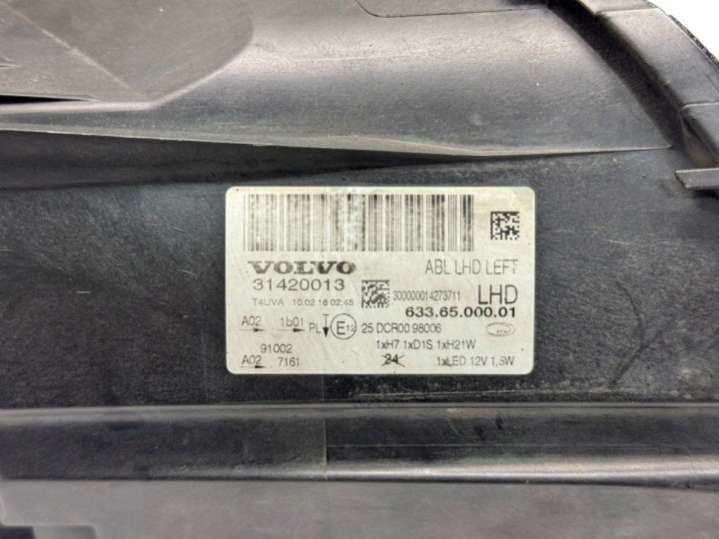 VOLVO ABL LHD LEFT
31420013 300000014273711 LHD
T4UVA 10.02.16 02:45 633.65.000.01
A02 1b01 PL E 25 DCR00 98006
91002 1xH7 1xD1S 1xH21W
A02 7161 24 1xLED 12V 1,5W